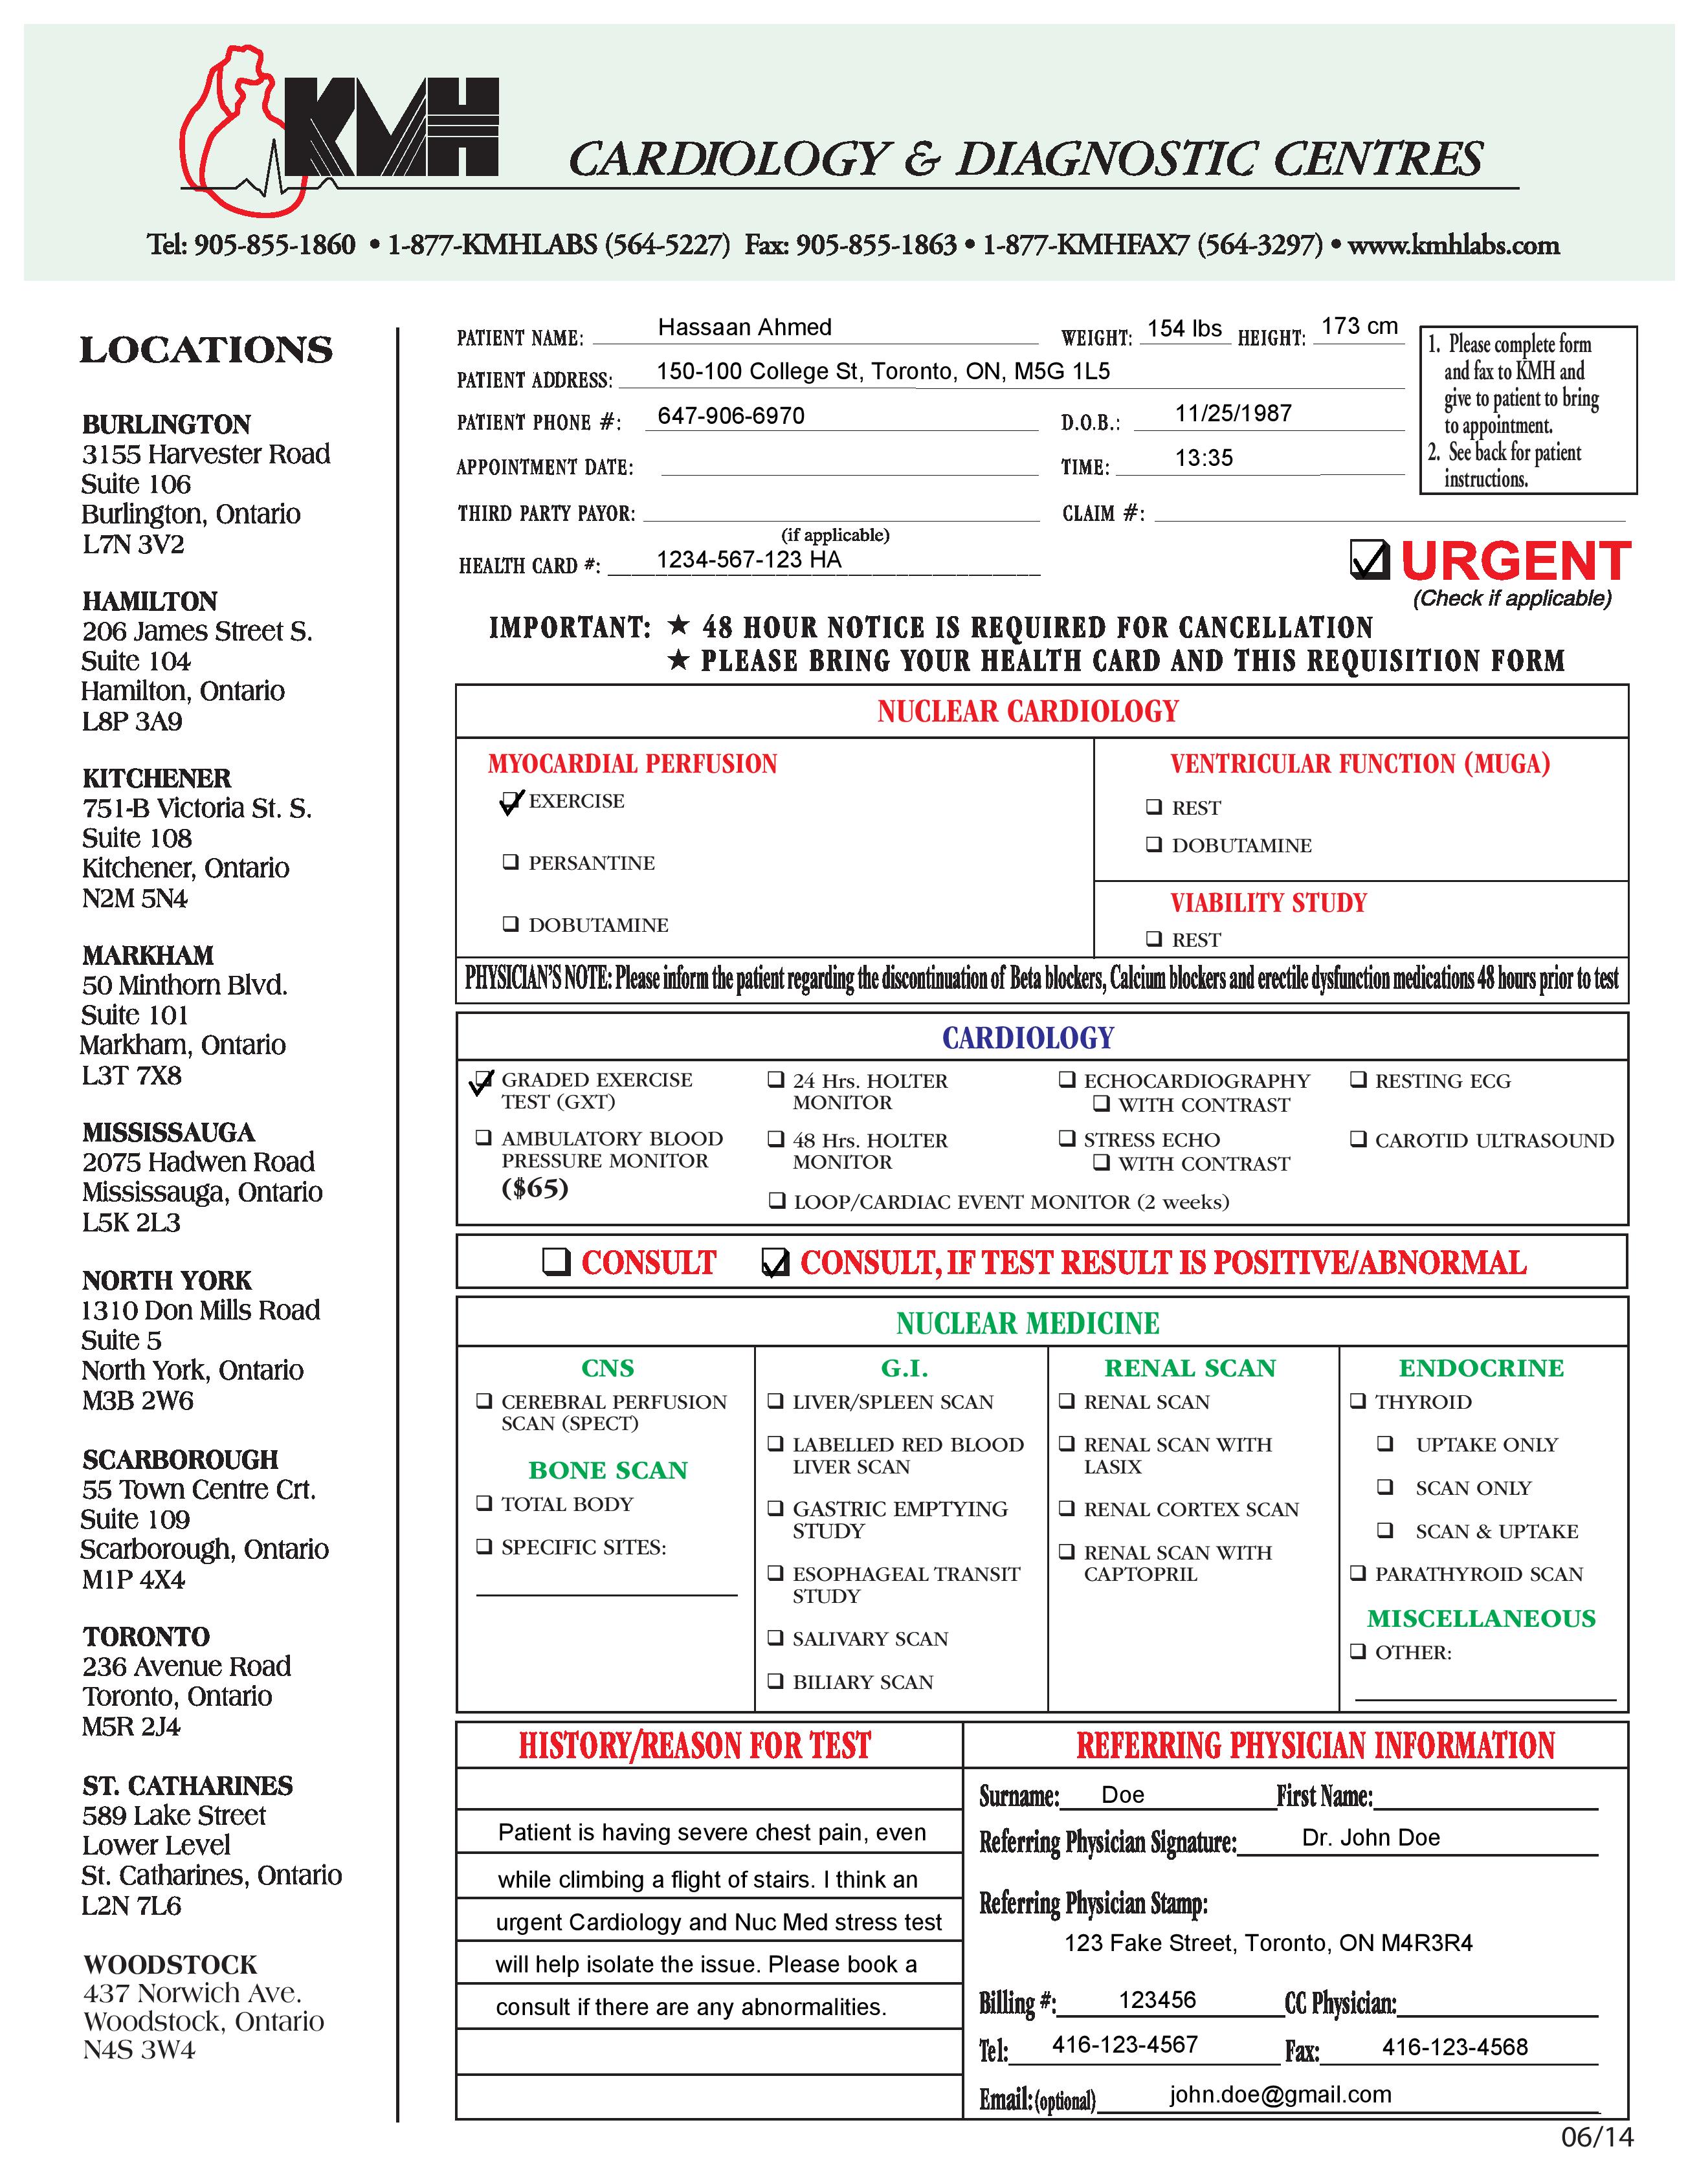 KMH
CARDIOLOGY & DIAGNOSTIC CENTRES
Tel: 905-855-1860 • 1-877-KMHLABS (564-5227) Fax: 905-855-1863 • 1-877-KMHFAX7 (564-3297) • www.kmhlabs.com
LOCATIONS
BURLINGTON
3155 Harvester Road
Suite 106
Burlington, Ontario
L7N 3V2
HAMILTON
206 James Street S.
Suite 104
Hamilton, Ontario
L8P 3A9
KITCHENER
751-B Victoria St. S.
Suite 108
Kitchener, Ontario
N2M 5N4
MARKHAM
50 Minthorn Blvd.
Suite 101
Markham, Ontario
L3T 7X8
MISSISSAUGA
2075 Hadwen Road
Mississauga, Ontario
L5K 2L3
NORTH YORK
1310 Don Mills Road
Suite 5
North York, Ontario
M3B 2W6
SCARBOROUGH
55 Town Centre Crt.
Suite 109
Scarborough, Ontario
M1P 4X4
TORONTO
236 Avenue Road
Toronto, Ontario
M5R 2J4
ST. CATHARINES
589 Lake Street
Lower Level
St. Catharines, Ontario
L2N 7L6
WOODSTOCK
437 Norwich Ave.
Woodstock, Ontario
N4S 3W4
PATIENT NAME: Hassaan Ahmed WEIGHT: 154 lbs HEIGHT: 173 cm
PATIENT ADDRESS: 150-100 College St, Toronto, ON, M5G 1L5
PATIENT PHONE #: 647-906-6970 D.O.B.: 11/25/1987
APPOINTMENT DATE: TIME: 13:35
THIRD PARTY PAYOR: CLAIM #:
(if applicable)
HEALTH CARD #: 1234-567-123 HA
1. Please complete form
and fax to KMH and
give to patient to bring
to appointment.
2. See back for patient
instructions.
URGENT
(Check if applicable)
IMPORTANT: ★ 48 HOUR NOTICE IS REQUIRED FOR CANCELLATION
★ PLEASE BRING YOUR HEALTH CARD AND THIS REQUISITION FORM
NUCLEAR CARDIOLOGY
MYOCARDIAL PERFUSION
EXERCISE
PERSANTINE
DOBUTAMINE
VENTRICULAR FUNCTION (MUGA)
REST
DOBUTAMINE
VIABILITY STUDY
REST
PHYSICIAN'S NOTE: Please inform the patient regarding the discontinuation of Beta blockers, Calcium blockers and erectile dysfunction medications 48 hours prior to test
CARDIOLOGY
GRADED EXERCISE
TEST (GXT)
AMBULATORY BLOOD
PRESSURE MONITOR
($65)
24 Hrs. HOLTER
MONITOR
48 Hrs. HOLTER
MONITOR
LOOP/CARDIAC EVENT MONITOR (2 weeks)
ECHOCARDIOGRAPHY
WITH CONTRAST
STRESS ECHO
WITH CONTRAST
RESTING ECG
CAROTID ULTRASOUND
CONSULT CONSULT, IF TEST RESULT IS POSITIVE/ABNORMAL
NUCLEAR MEDICINE
CNS
CEREBRAL PERFUSION
SCAN (SPECT)
BONE SCAN
TOTAL BODY
SPECIFIC SITES:
G.I.
LIVER/SPLEEN SCAN
LABELLED RED BLOOD
LIVER SCAN
GASTRIC EMPTYING
STUDY
ESOPHAGEAL TRANSIT
STUDY
SALIVARY SCAN
BILIARY SCAN
RENAL SCAN
RENAL SCAN
RENAL SCAN WITH
LASIX
RENAL CORTEX SCAN
RENAL SCAN WITH
CAPTOPRIL
ENDOCRINE
THYROID
UPTAKE ONLY
SCAN ONLY
SCAN & UPTAKE
PARATHYROID SCAN
MISCELLANEOUS
OTHER:
HISTORY/REASON FOR TEST
Patient is having severe chest pain, even
while climbing a flight of stairs. I think an
urgent Cardiology and Nuc Med stress test
will help isolate the issue. Please book a
consult if there are any abnormalities.
REFERRING PHYSICIAN INFORMATION
Surname: Doe First Name:
Referring Physician Signature: Dr. John Doe
Referring Physician Stamp:
123 Fake Street, Toronto, ON M4R3R4
Billing #: 123456 CC Physician:
Tel: 416-123-4567 Fax: 416-123-4568
Email: (optional) john.doe@gmail.com
06/14